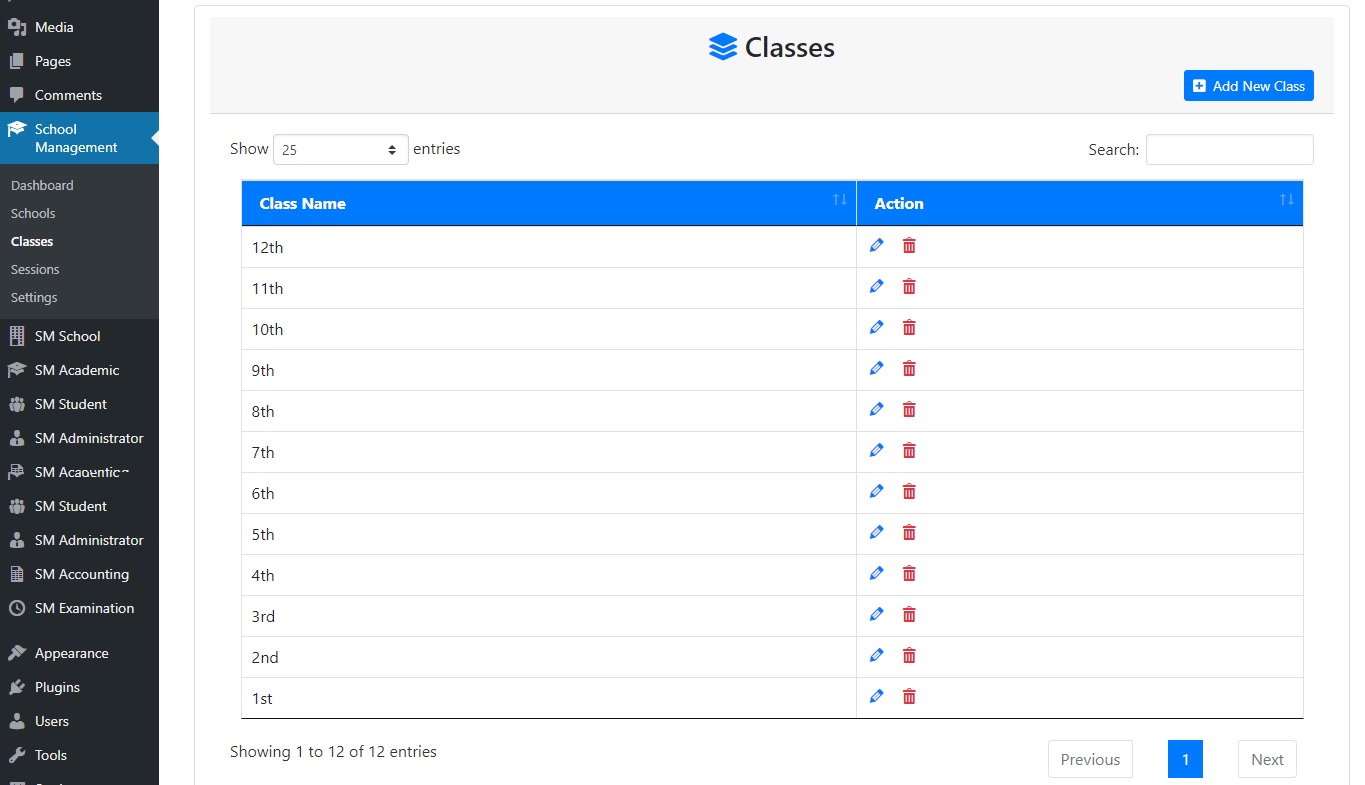 Media
Pages
Comments
School
Management
Dashboard
Schools
Classes
Sessions
Settings
SM School
SM Academic
SM Student
SM Administrator
SM
SM Student
SM Administrator
SM Accounting
SM Examination
Appearance
Plugins
Users
Tools
Classes
Add New Class
Show 25 entries
Search:
Class Name Action
12th
11th
10th
9th
8th
7th
6th
5th
4th
3rd
2nd
1st
Showing 1 to 12 of 12 entries
Previous 1 Next